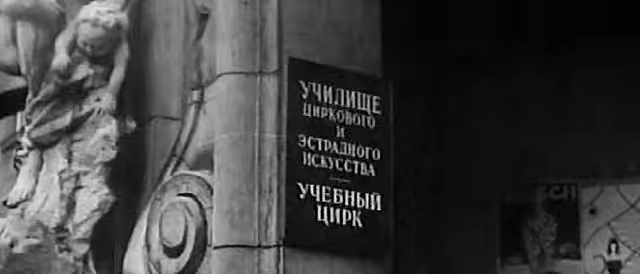 УЧИЛИЩЕ
ЦИРКОВОГО
И
ЭСТРАДНОГО
ИСКУССТВА
УЧЕБНЫЙ
ЦИРК